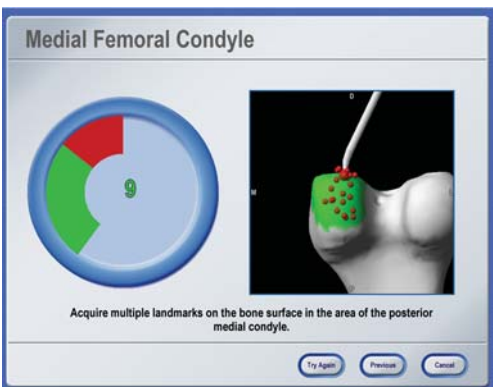 Medial Femoral Condyle
D
9
M
Acquire multiple landmarks on the bone surface in the area of the posterior
medial condyle.
Try Again Previous Cancel